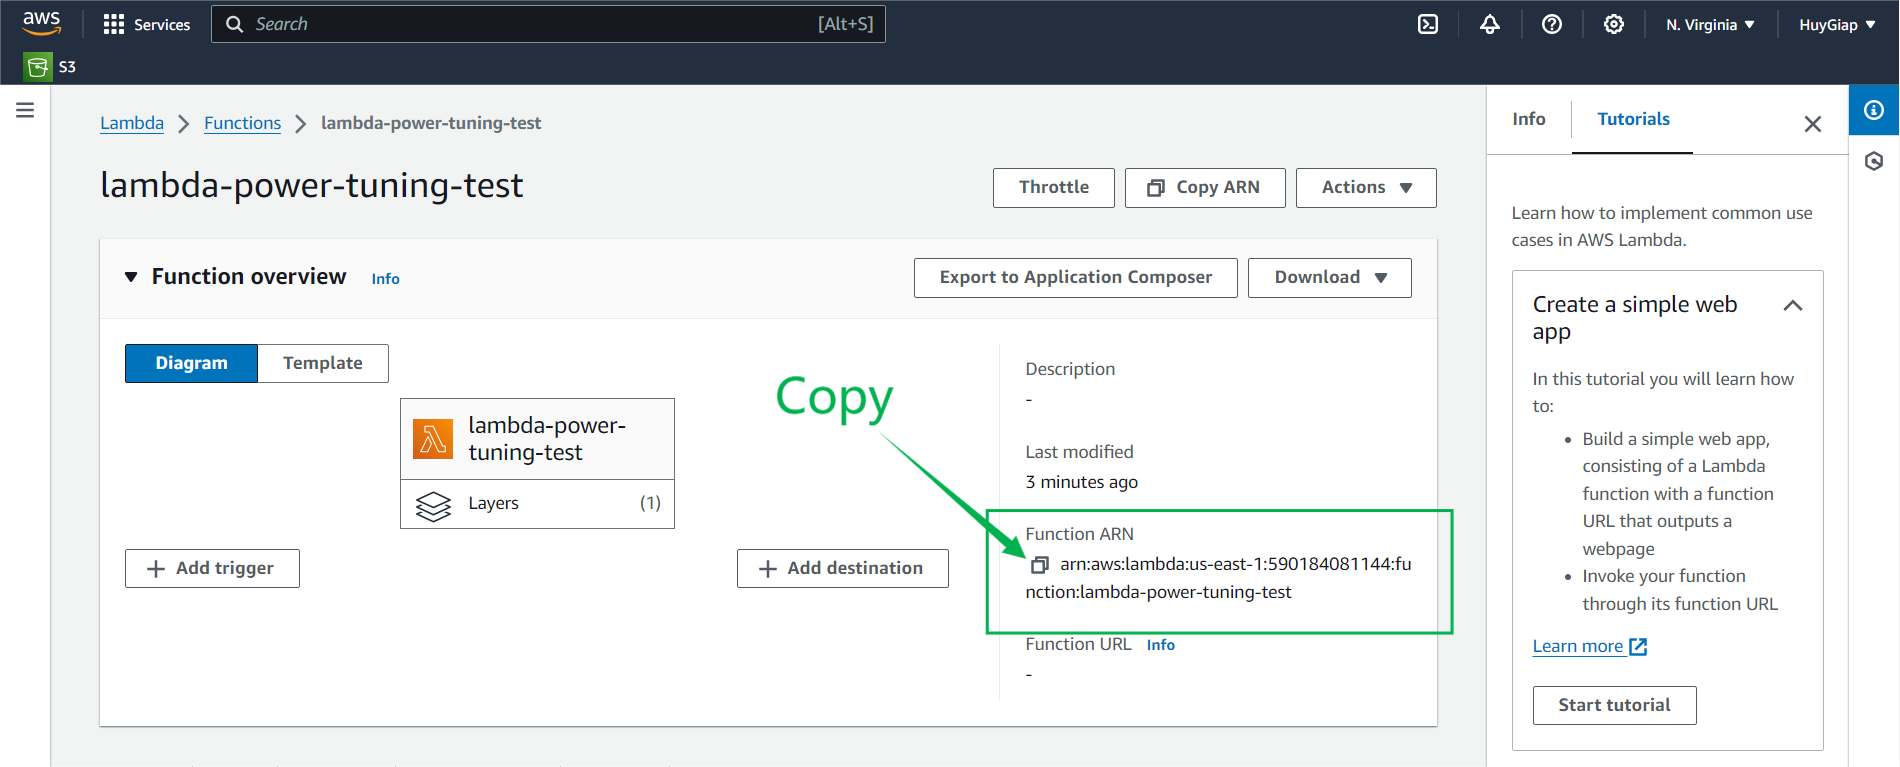 aws
Services
Search
[Alt+S]
N. Virginia
HuyGiap
S3
Lambda
Functions
lambda-power-tuning-test
lambda-power-tuning-test
Throttle
Copy ARN
Actions
Function overview
Info
Export to Application Composer
Download
Diagram
Template
lambda-power-
tuning-test
Layers
(1)
Add trigger
Add destination
Copy
Description
-
Last modified
3 minutes ago
Function ARN
arn:aws:lambda:us-east-1:590184081144:fu
nction:lambda-power-tuning-test
Function URL
Info
-
Info
Tutorials
Learn how to implement common use
cases in AWS Lambda.
Create a simple web
app
In this tutorial you will learn how
to:
• Build a simple web app,
consisting of a Lambda
function with a function
URL that outputs a
webpage
• Invoke your function
through its function URL
Learn more
Start tutorial